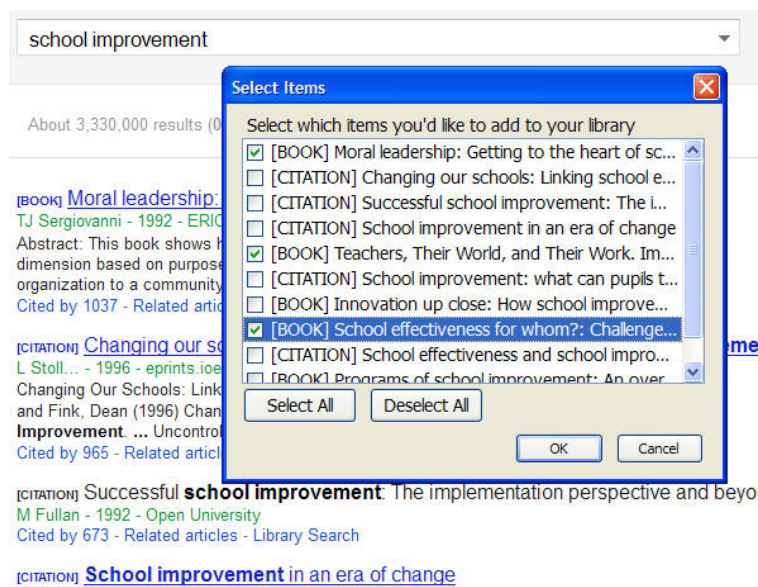 school improvement
About 3,330,000 results (0
[BOOK] Moral leadership:
TJ Sergiovanni - 1992 - ERIC
Abstract: This book shows h
dimension based on purpose
organization to a community
Cited by 1037 - Related artic
[CITATION] Changing our sc
L Stoll... - 1996 - eprints.ioe
Changing Our Schools: Link
and Fink, Dean (1996) Chan
Improvement. ... Uncontrol
Cited by 965 - Related articl
[CITATION] Successful school improvement: The implementation perspective and beyo
M Fullan - 1992 - Open University
Cited by 673 - Related articles - Library Search
[CITATION] School improvement in an era of change
Select Items
Select which items you'd like to add to your library
[BOOK] Moral leadership: Getting to the heart of sc...
[CITATION] Changing our schools: Linking school e...
[CITATION] Successful school improvement: The i...
[CITATION] School improvement in an era of change
[BOOK] Teachers, Their World, and Their Work. Im...
[CITATION] School improvement: what can pupils t...
[BOOK] Innovation up close: How school improve...
[BOOK] School effectiveness for whom?: Challenge...
[CITATION] School effectiveness and school impro...
[BOOK] Programs of school improvement: An over
Select All Deselect All
OK Cancel